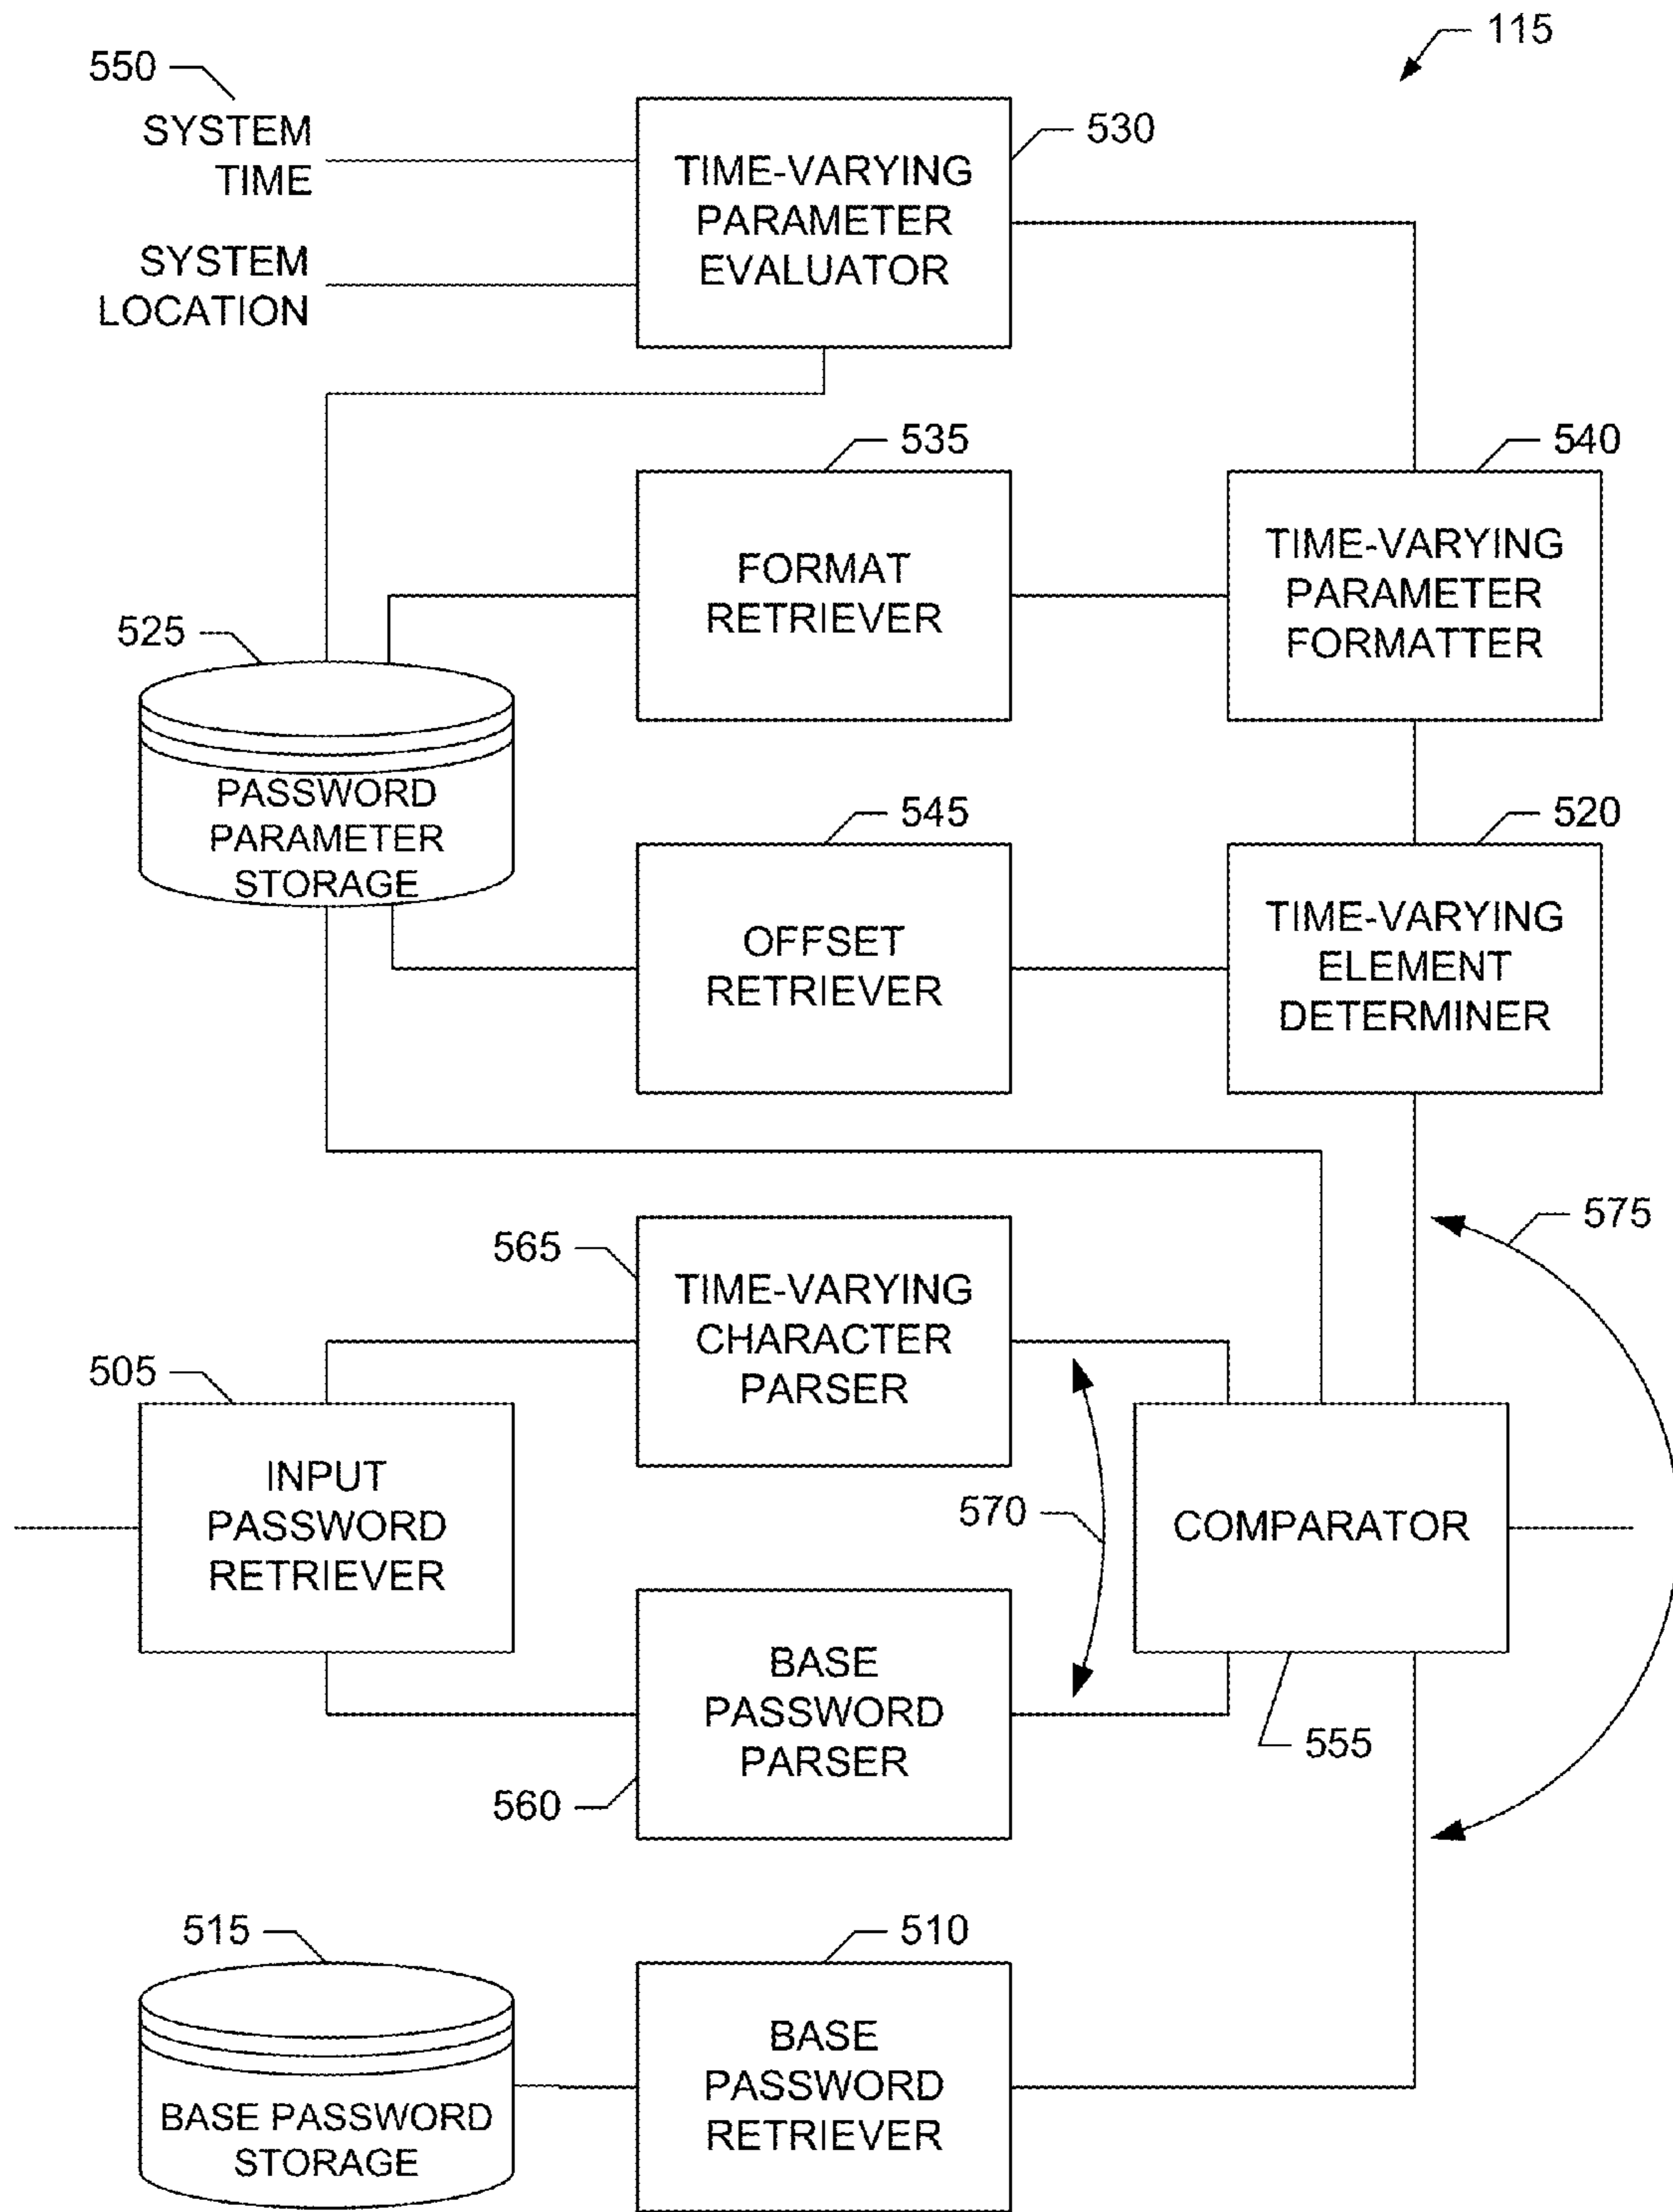 115
550
SYSTEM
TIME
530
TIME-VARYING
PARAMETER
EVALUATOR
SYSTEM
LOCATION
535
540
FORMAT
RETRIEVER
TIME-VARYING
PARAMETER
FORMATTER
525
PASSWORD
PARAMETER
STORAGE
545
520
OFFSET
RETRIEVER
TIME-VARYING
ELEMENT
DETERMINER
575
565
TIME-VARYING
CHARACTER
PARSER
505
INPUT
PASSWORD
RETRIEVER
570
COMPARATOR
BASE
PASSWORD
PARSER
555
560
515
510
BASE PASSWORD
STORAGE
BASE
PASSWORD
RETRIEVER